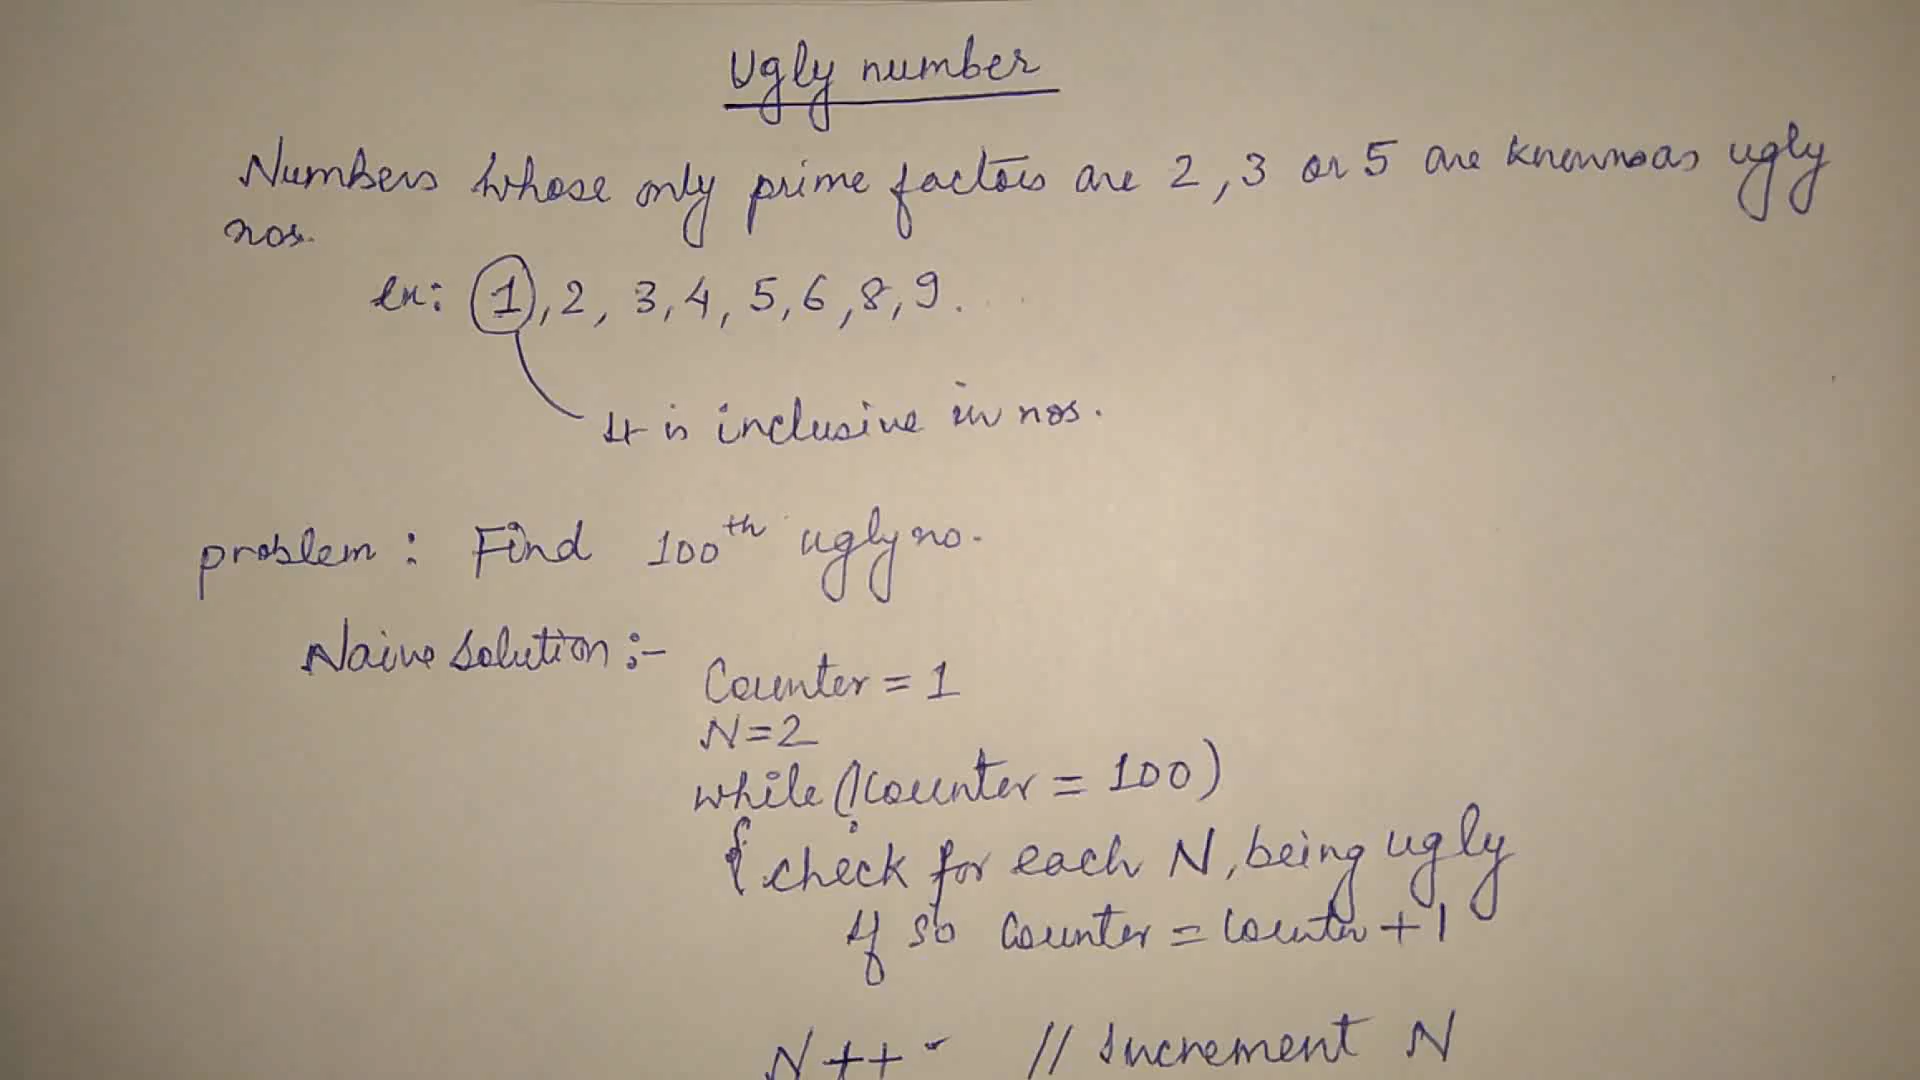 Ugly number
Numbers whose only prime factors are 2, 3 or 5 are known as ugly
nos.
ex: 1, 2, 3, 4, 5, 6, 8, 9.
It is inclusive in nos.
problem: Find 100th ugly no.
Naive Solution :-
Counter = 1
N=2
while (!counter = 100)
{ check for each N, being ugly
If so Counter = Counter + 1
N++ // Increment N